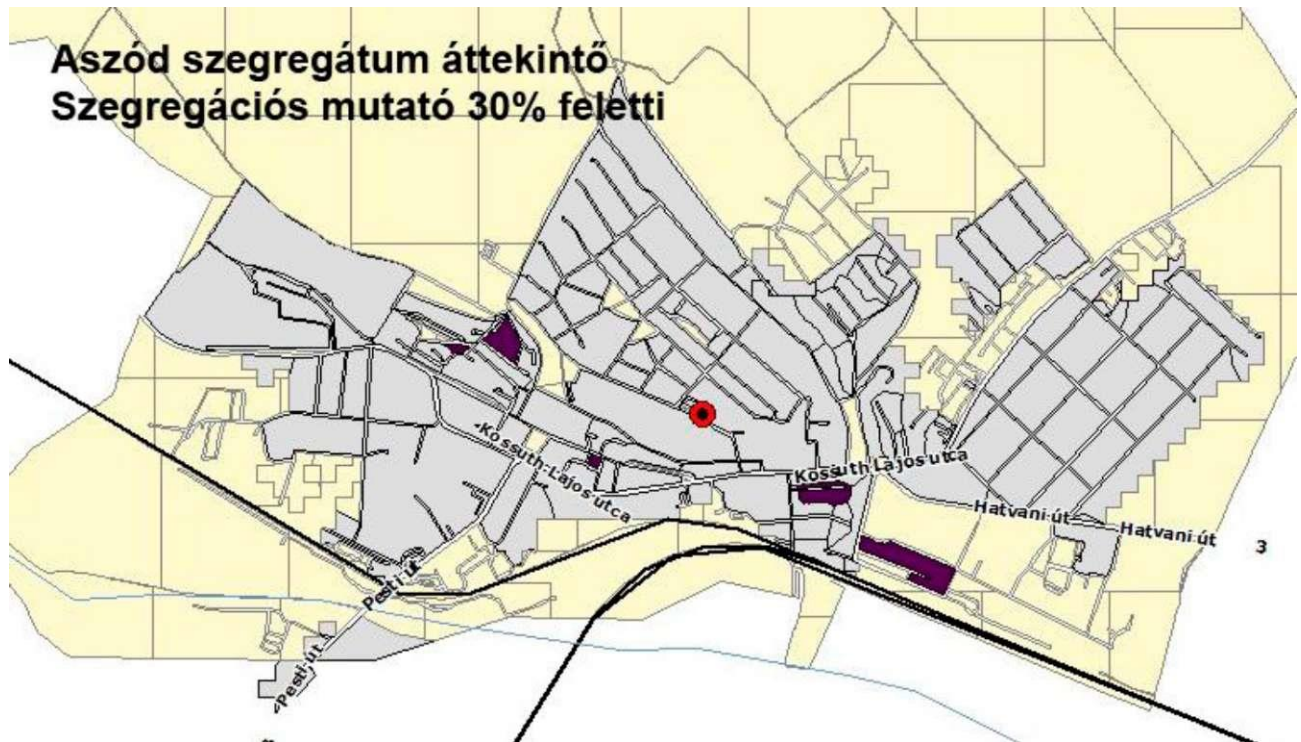 Aszód szegregátum áttekintő
Szegregációs mutató 30% feletti
Kossuth Lajos utca
Kossuth Lajos utca
Hatvani út
Hatvani út
3
Pesti út
Pesti út